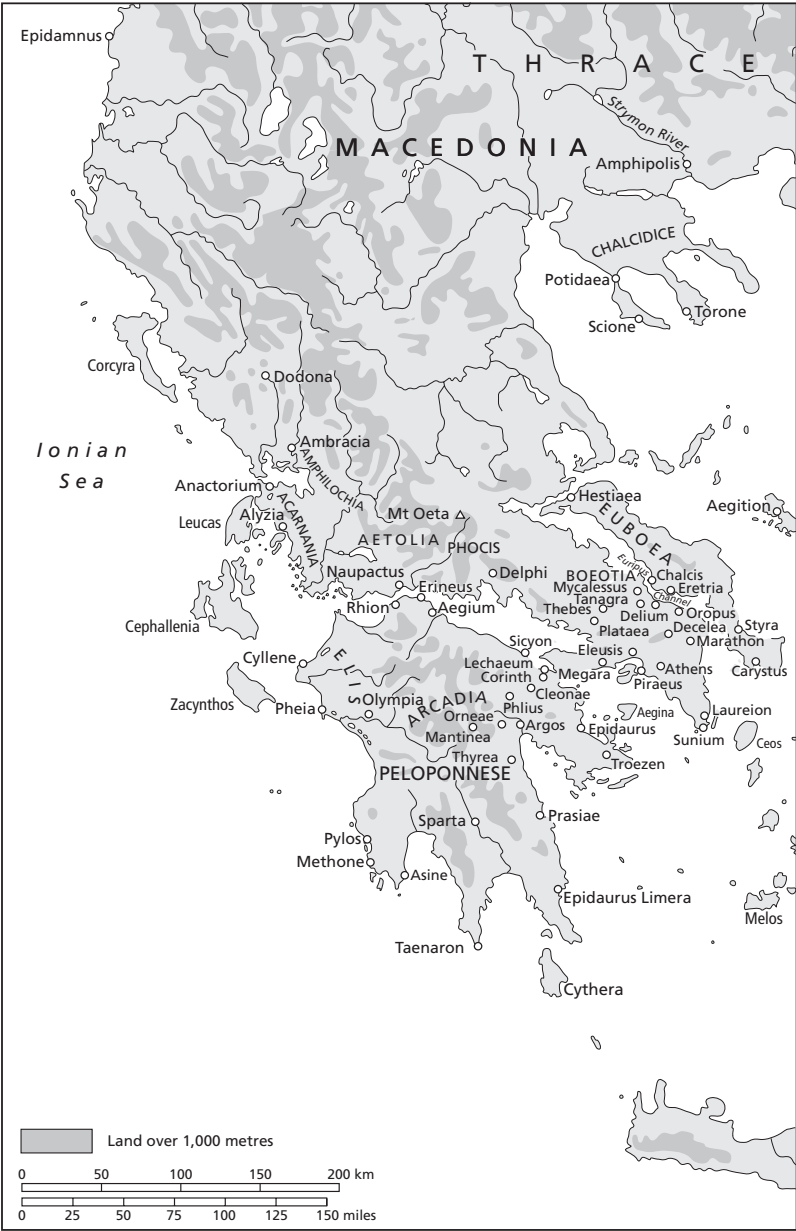 Epidamnus
THRACE
Strymon River
MACEDONIA
Amphipolis
CHALCIDICE
Potidaea
Torone
Scione
Corcyra
Dodona
Ionian
Sea
Ambracia
AMPHILOCHIA
Anactorium
Hestiaea
Aegition
Leucas
Alyzia
ACARNANIA
Mt Oeta
EUBOEA
AETOLIA
PHOCIS
Euripus
Channel
Naupactus
Delphi
BOEOTIA
Chalcis
Mycalessus
Eretria
Erineus
Tanagra
Rhion
Aegium
Thebes
Delium
Oropus
Cephallenia
Plataea
Decelea
Styra
Marathon
Sicyon
Eleusis
Cyllene
ELIS
Lechaeum
Corinth
Megara
Athens
Carystus
Piraeus
Cleonae
Zacynthos
Pheia
Olympia
ARCADIA
Phlius
Orneae
Aegina
Laureion
Mantinea
Argos
Epidaurus
Sunium
Ceos
Thyrea
Troezen
PELOPONNESE
Sparta
Prasiae
Pylos
Methone
Asine
Epidaurus Limera
Melos
Taenaron
Cythera
Land over 1,000 metres
0 50 100 150 200 km
0 25 50 75 100 125 150 miles